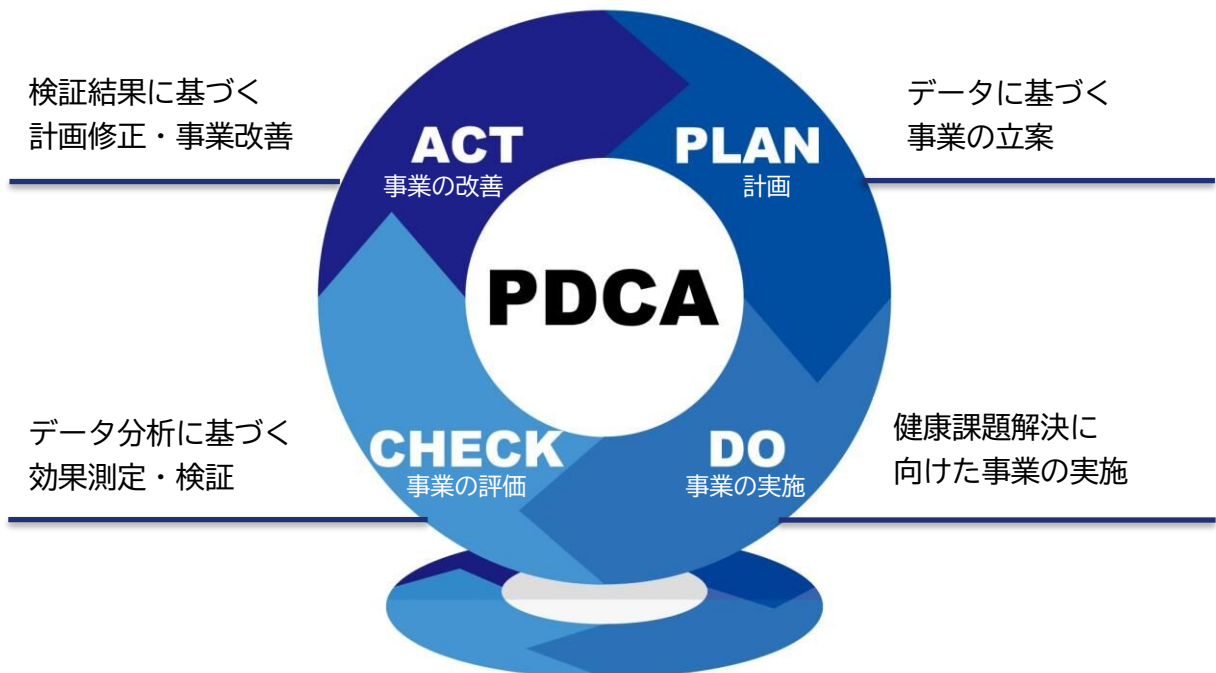 検証結果に基づく
計画修正・事業改善
ACT
事業の改善
PLAN
計画
データに基づく
事業の立案
PDCA
データ分析に基づく
効果測定・検証
CHECK
事業の評価
DO
事業の実施
健康課題解決に
向けた事業の実施